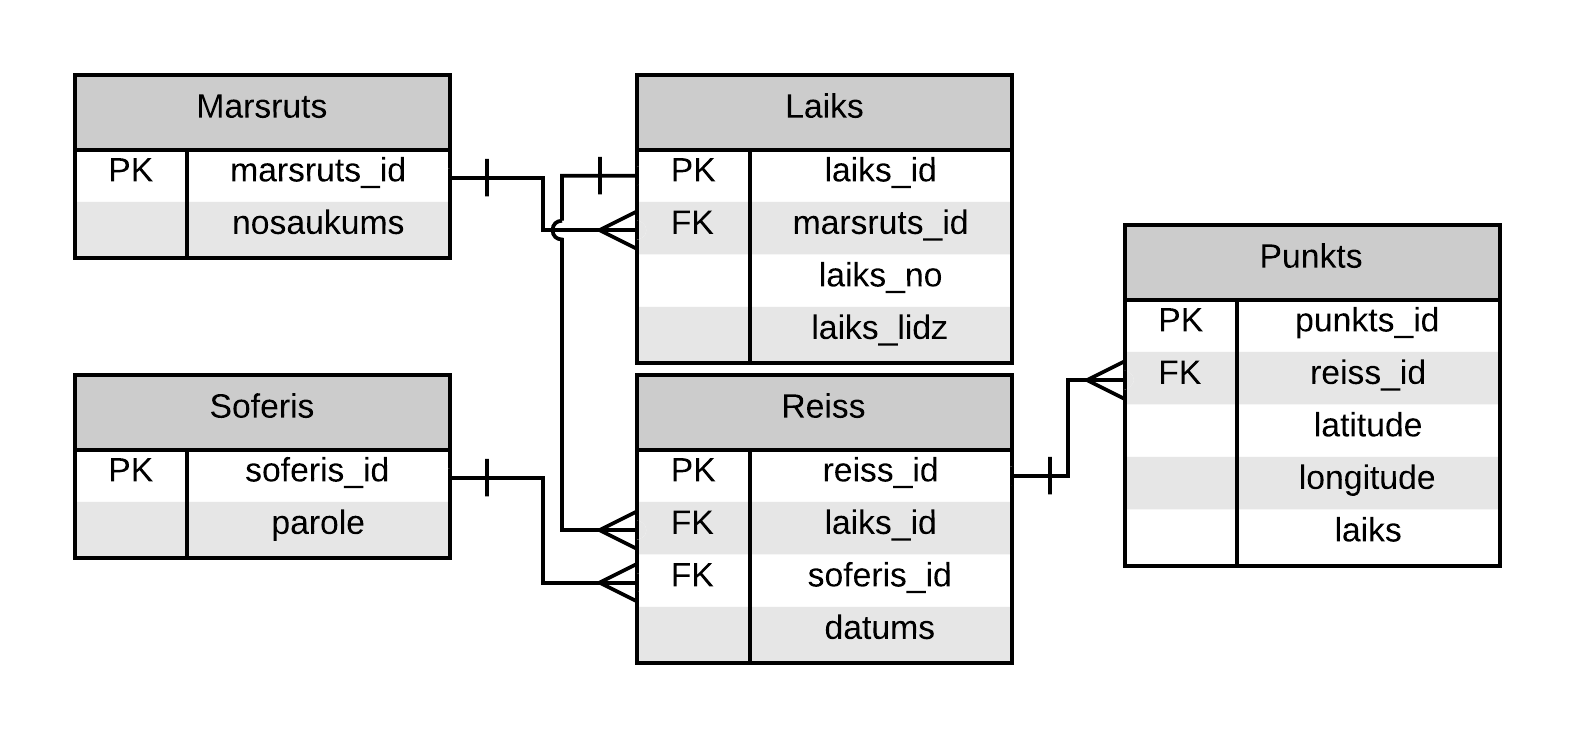 Marsruts
PK marsruts_id
nosaukums
Laiks
PK laiks_id
FK marsruts_id
laiks_no
laiks_lidz
Soferis
PK soferis_id
parole
Reiss
PK reiss_id
FK laiks_id
FK soferis_id
datums
Punkts
PK punkts_id
FK reiss_id
latitude
longitude
laiks